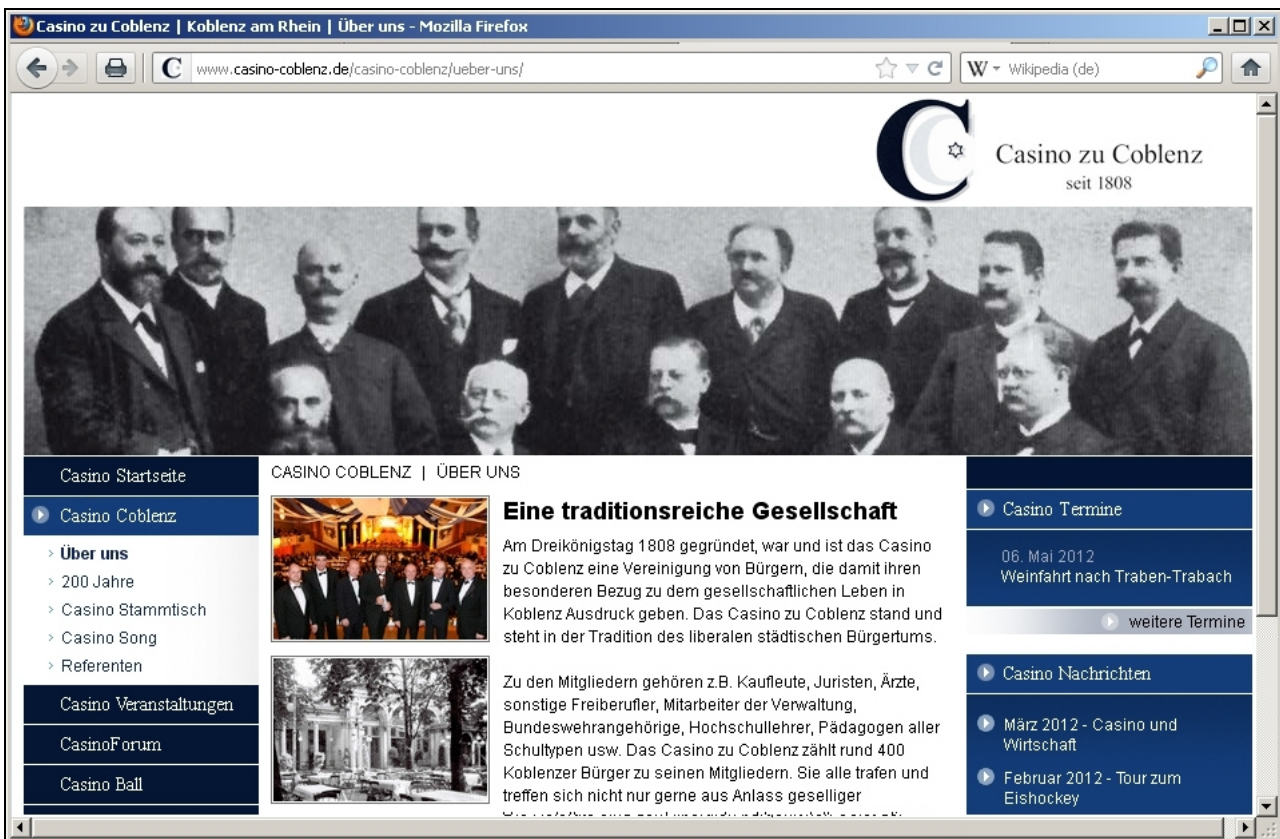 Casino zu Coblenz | Koblenz am Rhein | Über uns - Mozilla Firefox
www.casino-coblenz.de/casino-coblenz/ueber-uns/
W Wikipedia (de)
Casino zu Coblenz
seit 1808
Casino Startseite
Casino Coblenz
Über uns
200 Jahre
Casino Stammtisch
Casino Song
Referenten
Casino Veranstaltungen
CasinoForum
Casino Ball
CASINO COBLENZ | ÜBER UNS
Eine traditionsreiche Gesellschaft
Am Dreikönigstag 1808 gegründet, war und ist das Casino
zu Coblenz eine Vereinigung von Bürgern, die damit ihren
besonderen Bezug zu dem gesellschaftlichen Leben in
Koblenz Ausdruck geben. Das Casino zu Coblenz stand und
steht in der Tradition des liberalen städtischen Bürgertums.
Zu den Mitgliedern gehören z.B. Kaufleute, Juristen, Ärzte,
sonstige Freiberufler, Mitarbeiter der Verwaltung,
Bundeswehrangehörige, Hochschullehrer, Pädagogen aller
Schultypen usw. Das Casino zu Coblenz zählt rund 400
Koblenzer Bürger zu seinen Mitgliedern. Sie alle trafen und
treffen sich nicht nur gerne aus Anlass geselliger
Casino Termine
06. Mai 2012
Weinfahrt nach Traben-Trabach
weitere Termine
Casino Nachrichten
März 2012 - Casino und
Wirtschaft
Februar 2012 - Tour zum
Eishockey